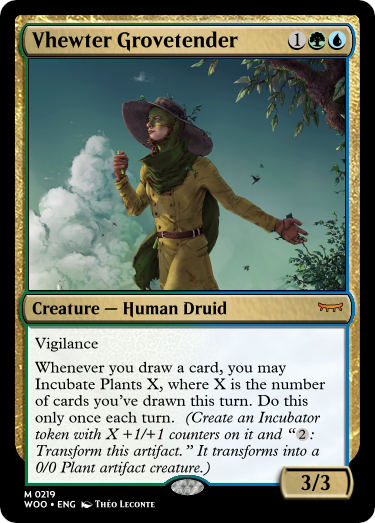 Vhewter Grovetender 1
Creature — Human Druid
Vigilance
Whenever you draw a card, you may
Incubate Plants X, where X is the number
of cards you've drawn this turn. Do this
only once each turn. (Create an Incubator
token with X +1/+1 counters on it and “2:
Transform this artifact.” It transforms into a
0/0 Plant artifact creature.)
3/3
M 0219
WOO • ENG Théo Leconte